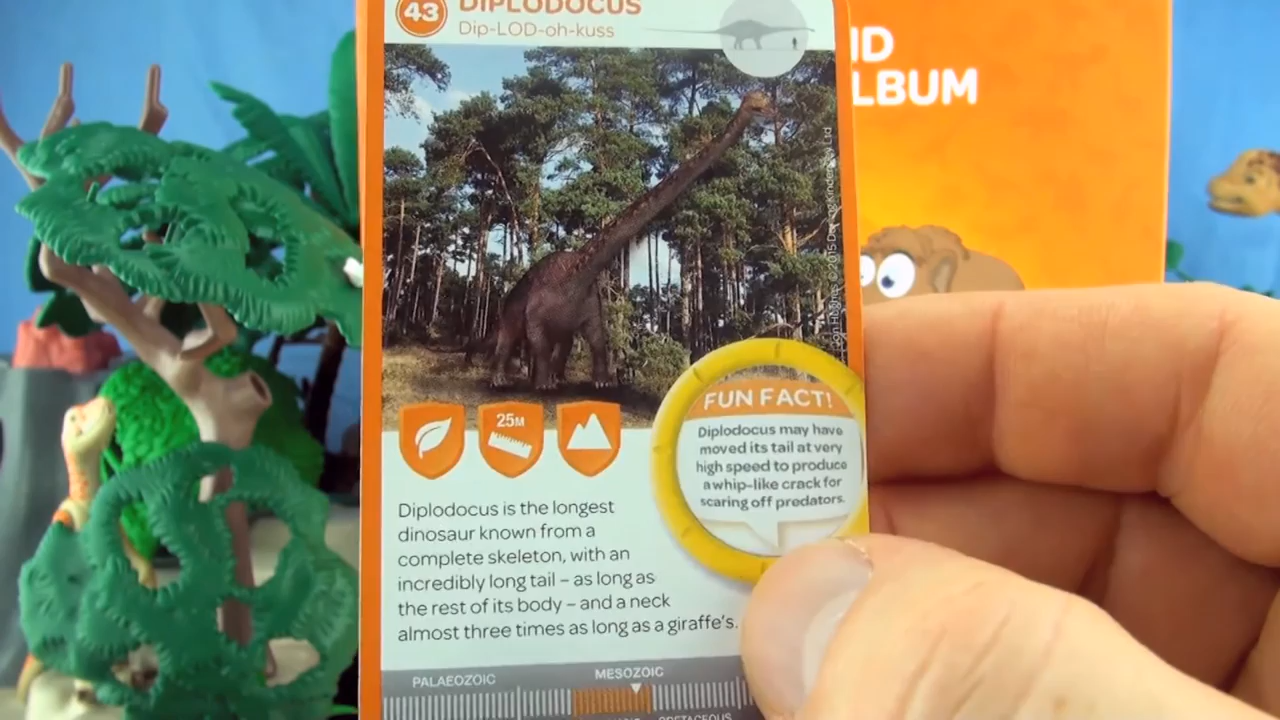 43
DIPLODOCUS
Dip-LOD-oh-kuss
ID
LBUM
25M
FUN FACT!
Diplodocus may have
moved its tail at very
high speed to produce
a whip-like crack for
scaring off predators.
Diplodocus is the longest
dinosaur known from a
complete skeleton, with an
incredibly long tail – as long as
the rest of its body – and a neck
almost three times as long as a giraffe's.
PALAEOZOIC
MESOZOIC
CRETACEOUS